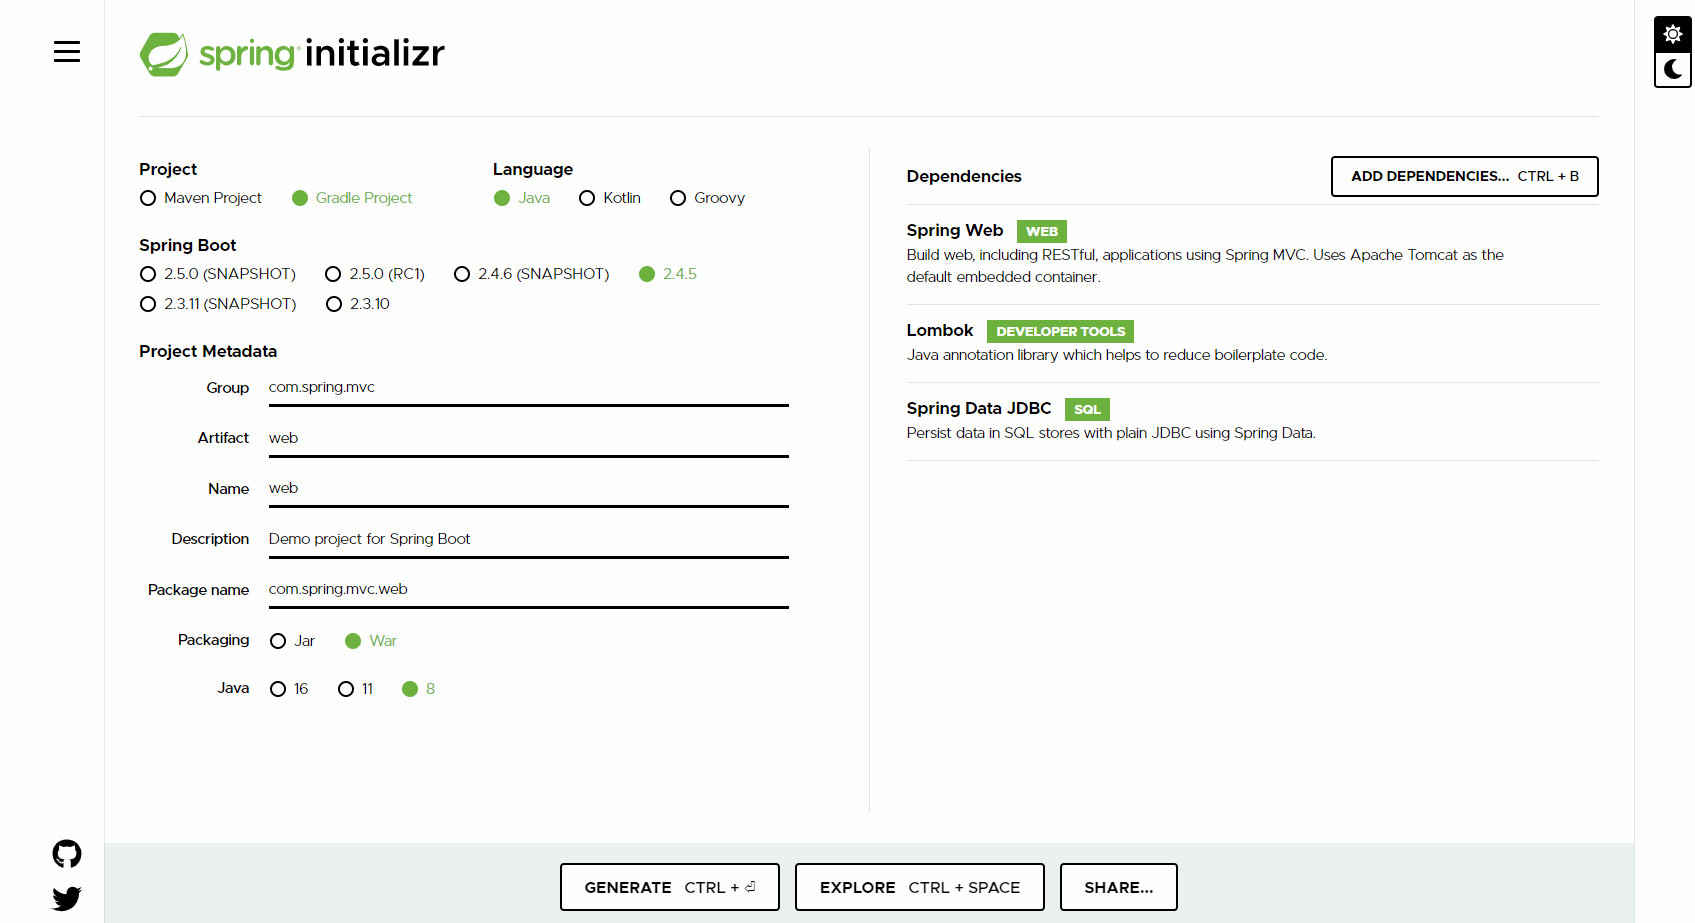 spring initializr
Project
Maven Project Gradle Project
Language
Java Kotlin Groovy
Spring Boot
2.5.0 (SNAPSHOT) 2.5.0 (RC1) 2.4.6 (SNAPSHOT) 2.4.5
2.3.11 (SNAPSHOT) 2.3.10
Project Metadata
Group com.spring.mvc
Artifact web
Name web
Description Demo project for Spring Boot
Package name com.spring.mvc.web
Packaging Jar War
Java 16 11 8
Dependencies
ADD DEPENDENCIES... CTRL + B
Spring Web WEB
Build web, including RESTful, applications using Spring MVC. Uses Apache Tomcat as the
default embedded container.
Lombok DEVELOPER TOOLS
Java annotation library which helps to reduce boilerplate code.
Spring Data JDBC SQL
Persist data in SQL stores with plain JDBC using Spring Data.
GENERATE CTRL + ⏎
EXPLORE CTRL + SPACE
SHARE...